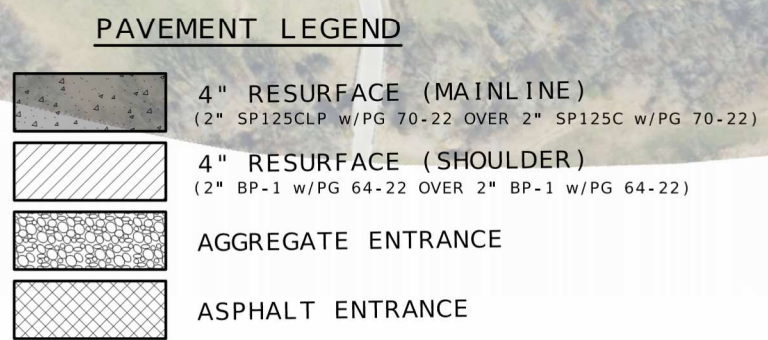 PAVEMENT LEGEND
4" RESURFACE (MAINLINE)
(2" SP125CLP w/PG 70-22 OVER 2" SP125C w/PG 70-22)
4" RESURFACE (SHOULDER)
(2" BP-1 w/PG 64-22 OVER 2" BP-1 w/PG 64-22)
AGGREGATE ENTRANCE
ASPHALT ENTRANCE